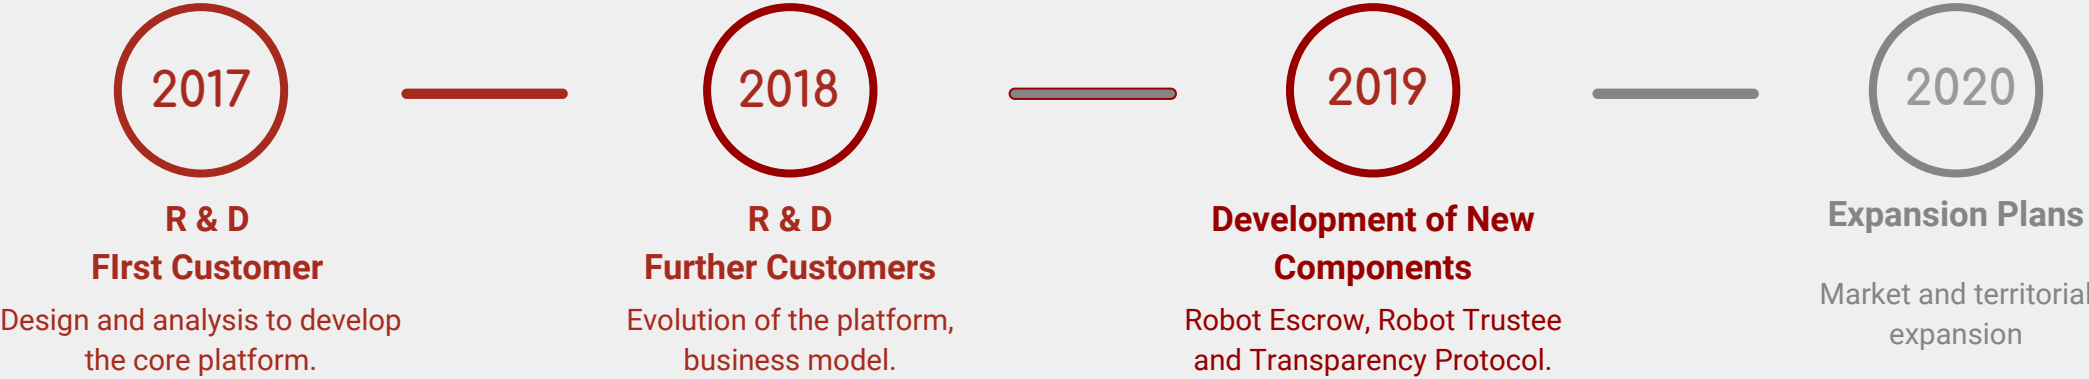 2017
R & D
FIrst Customer
Design and analysis to develop
the core platform.
2018
R & D
Further Customers
Evolution of the platform,
business model.
2019
Development of New
Components
Robot Escrow, Robot Trustee
and Transparency Protocol.
2020
Expansion Plans
Market and territorial
expansion